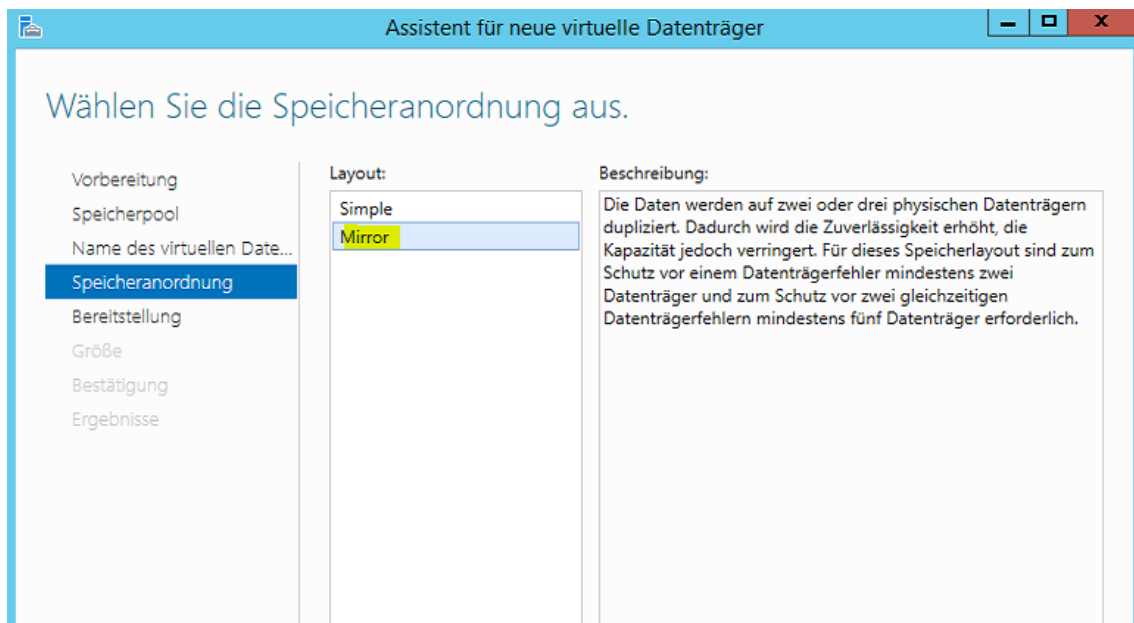 Assistent für neue virtuelle Datenträger
Wählen Sie die Speicheranordnung aus.
Vorbereitung
Speicherpool
Name des virtuellen Date...
Speicheranordnung
Bereitstellung
Größe
Bestätigung
Ergebnisse
Layout:
Simple
Mirror
Beschreibung:
Die Daten werden auf zwei oder drei physischen Datenträgern
dupliziert. Dadurch wird die Zuverlässigkeit erhöht, die
Kapazität jedoch verringert. Für dieses Speicherlayout sind zum
Schutz vor einem Datenträgerfehler mindestens zwei
Datenträger und zum Schutz vor zwei gleichzeitigen
Datenträgerfehlern mindestens fünf Datenträger erforderlich.